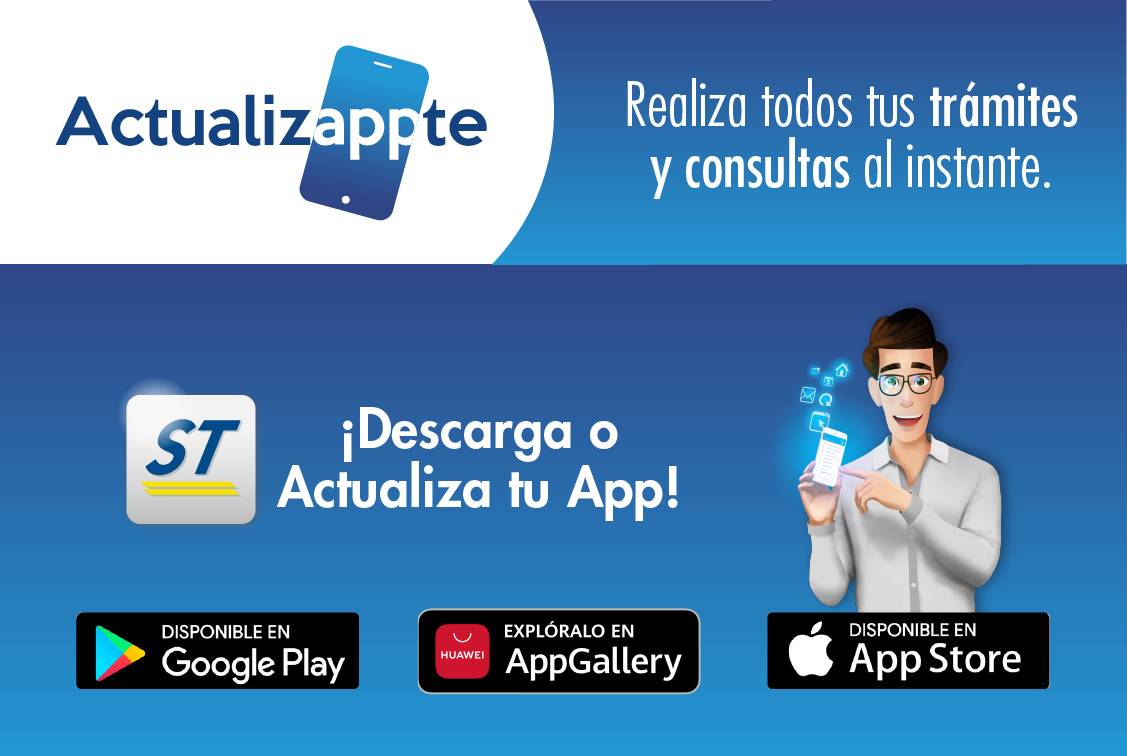 Actualizappte
Realiza todos tus trámites
y consultas al instante.
ST
¡Descarga o
Actualiza tu App!
DISPONIBLE EN
Google Play
HUAWEI
EXPLÓRALO EN
AppGallery
DISPONIBLE EN
App Store